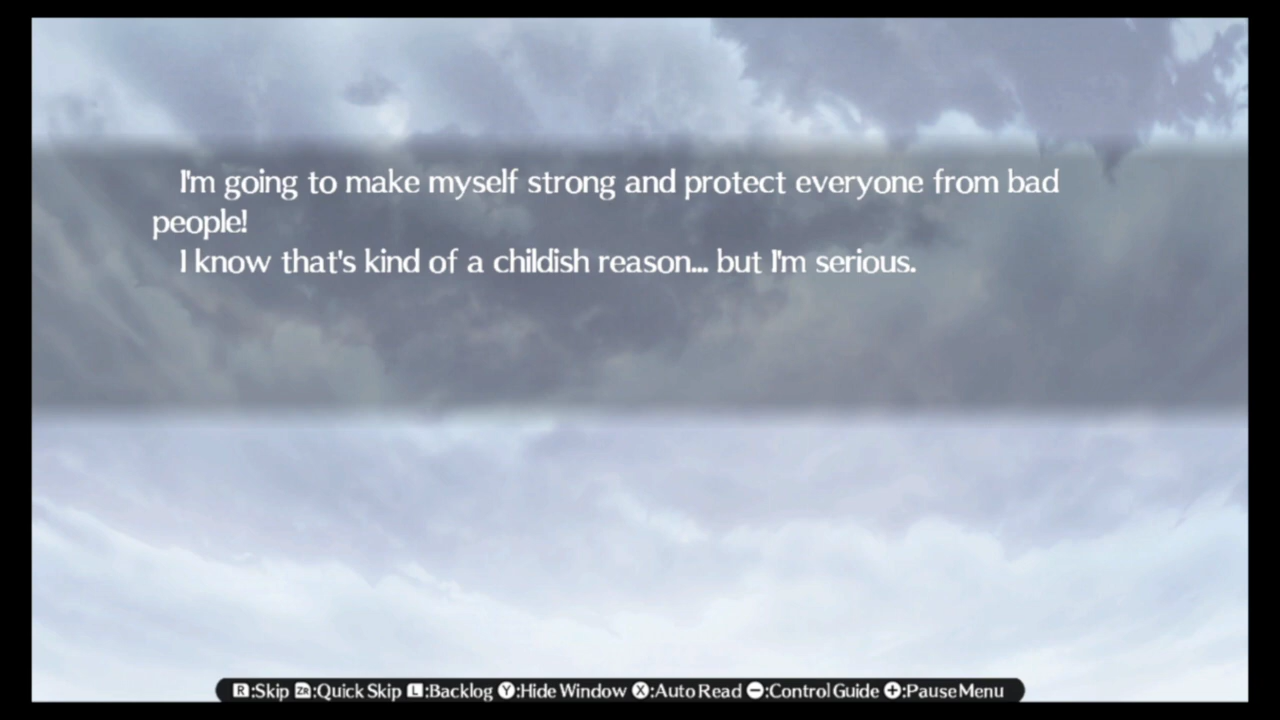 I'm going to make myself strong and protect everyone from bad
people!
I know that's kind of a childish reason... but I'm serious.
R:Skip ZR:Quick Skip L:Backlog Y:Hide Window X:Auto Read −:Control Guide +:Pause Menu